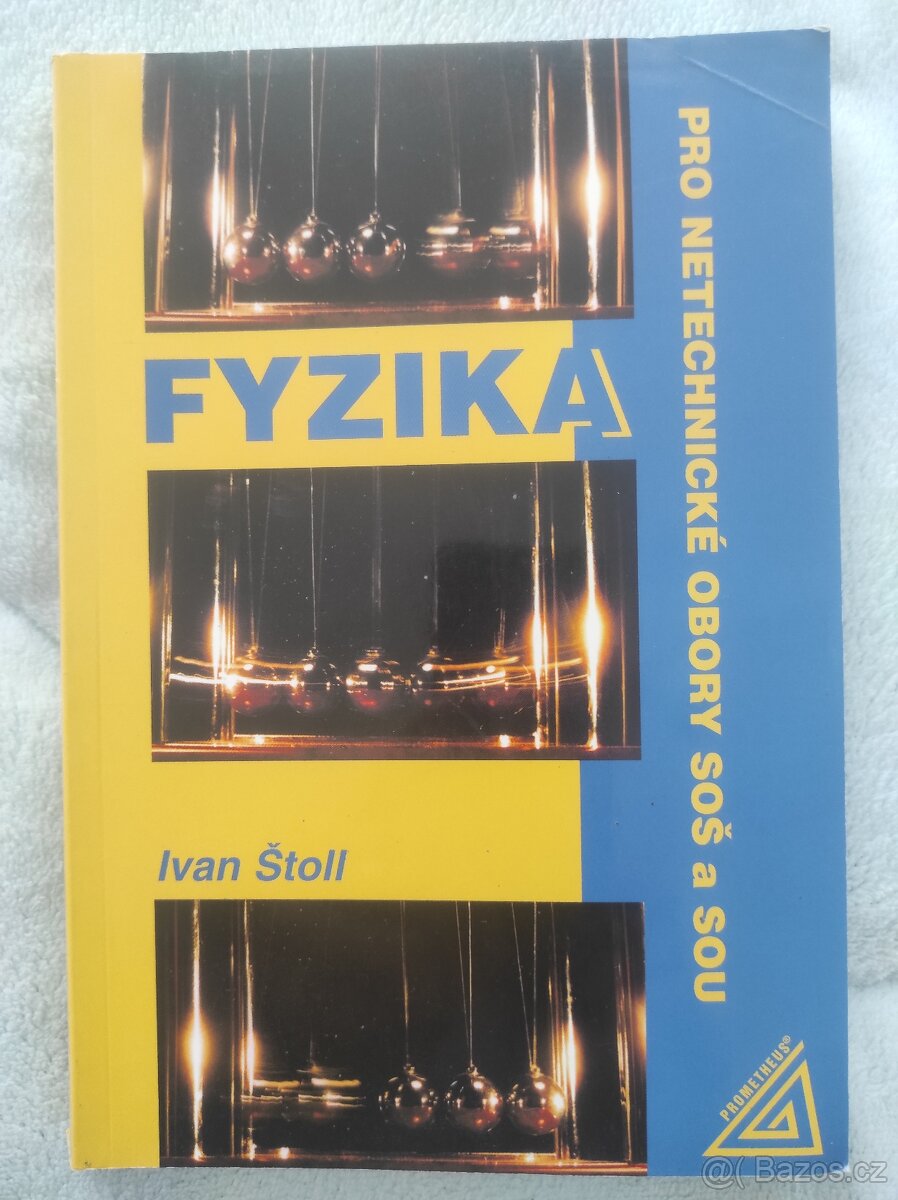 FYZIKA
PRO NETECHNICKÉ OBORY SOŠ a SOU
Ivan Štoll
PROMETHEUS®
@( Bazos.cz